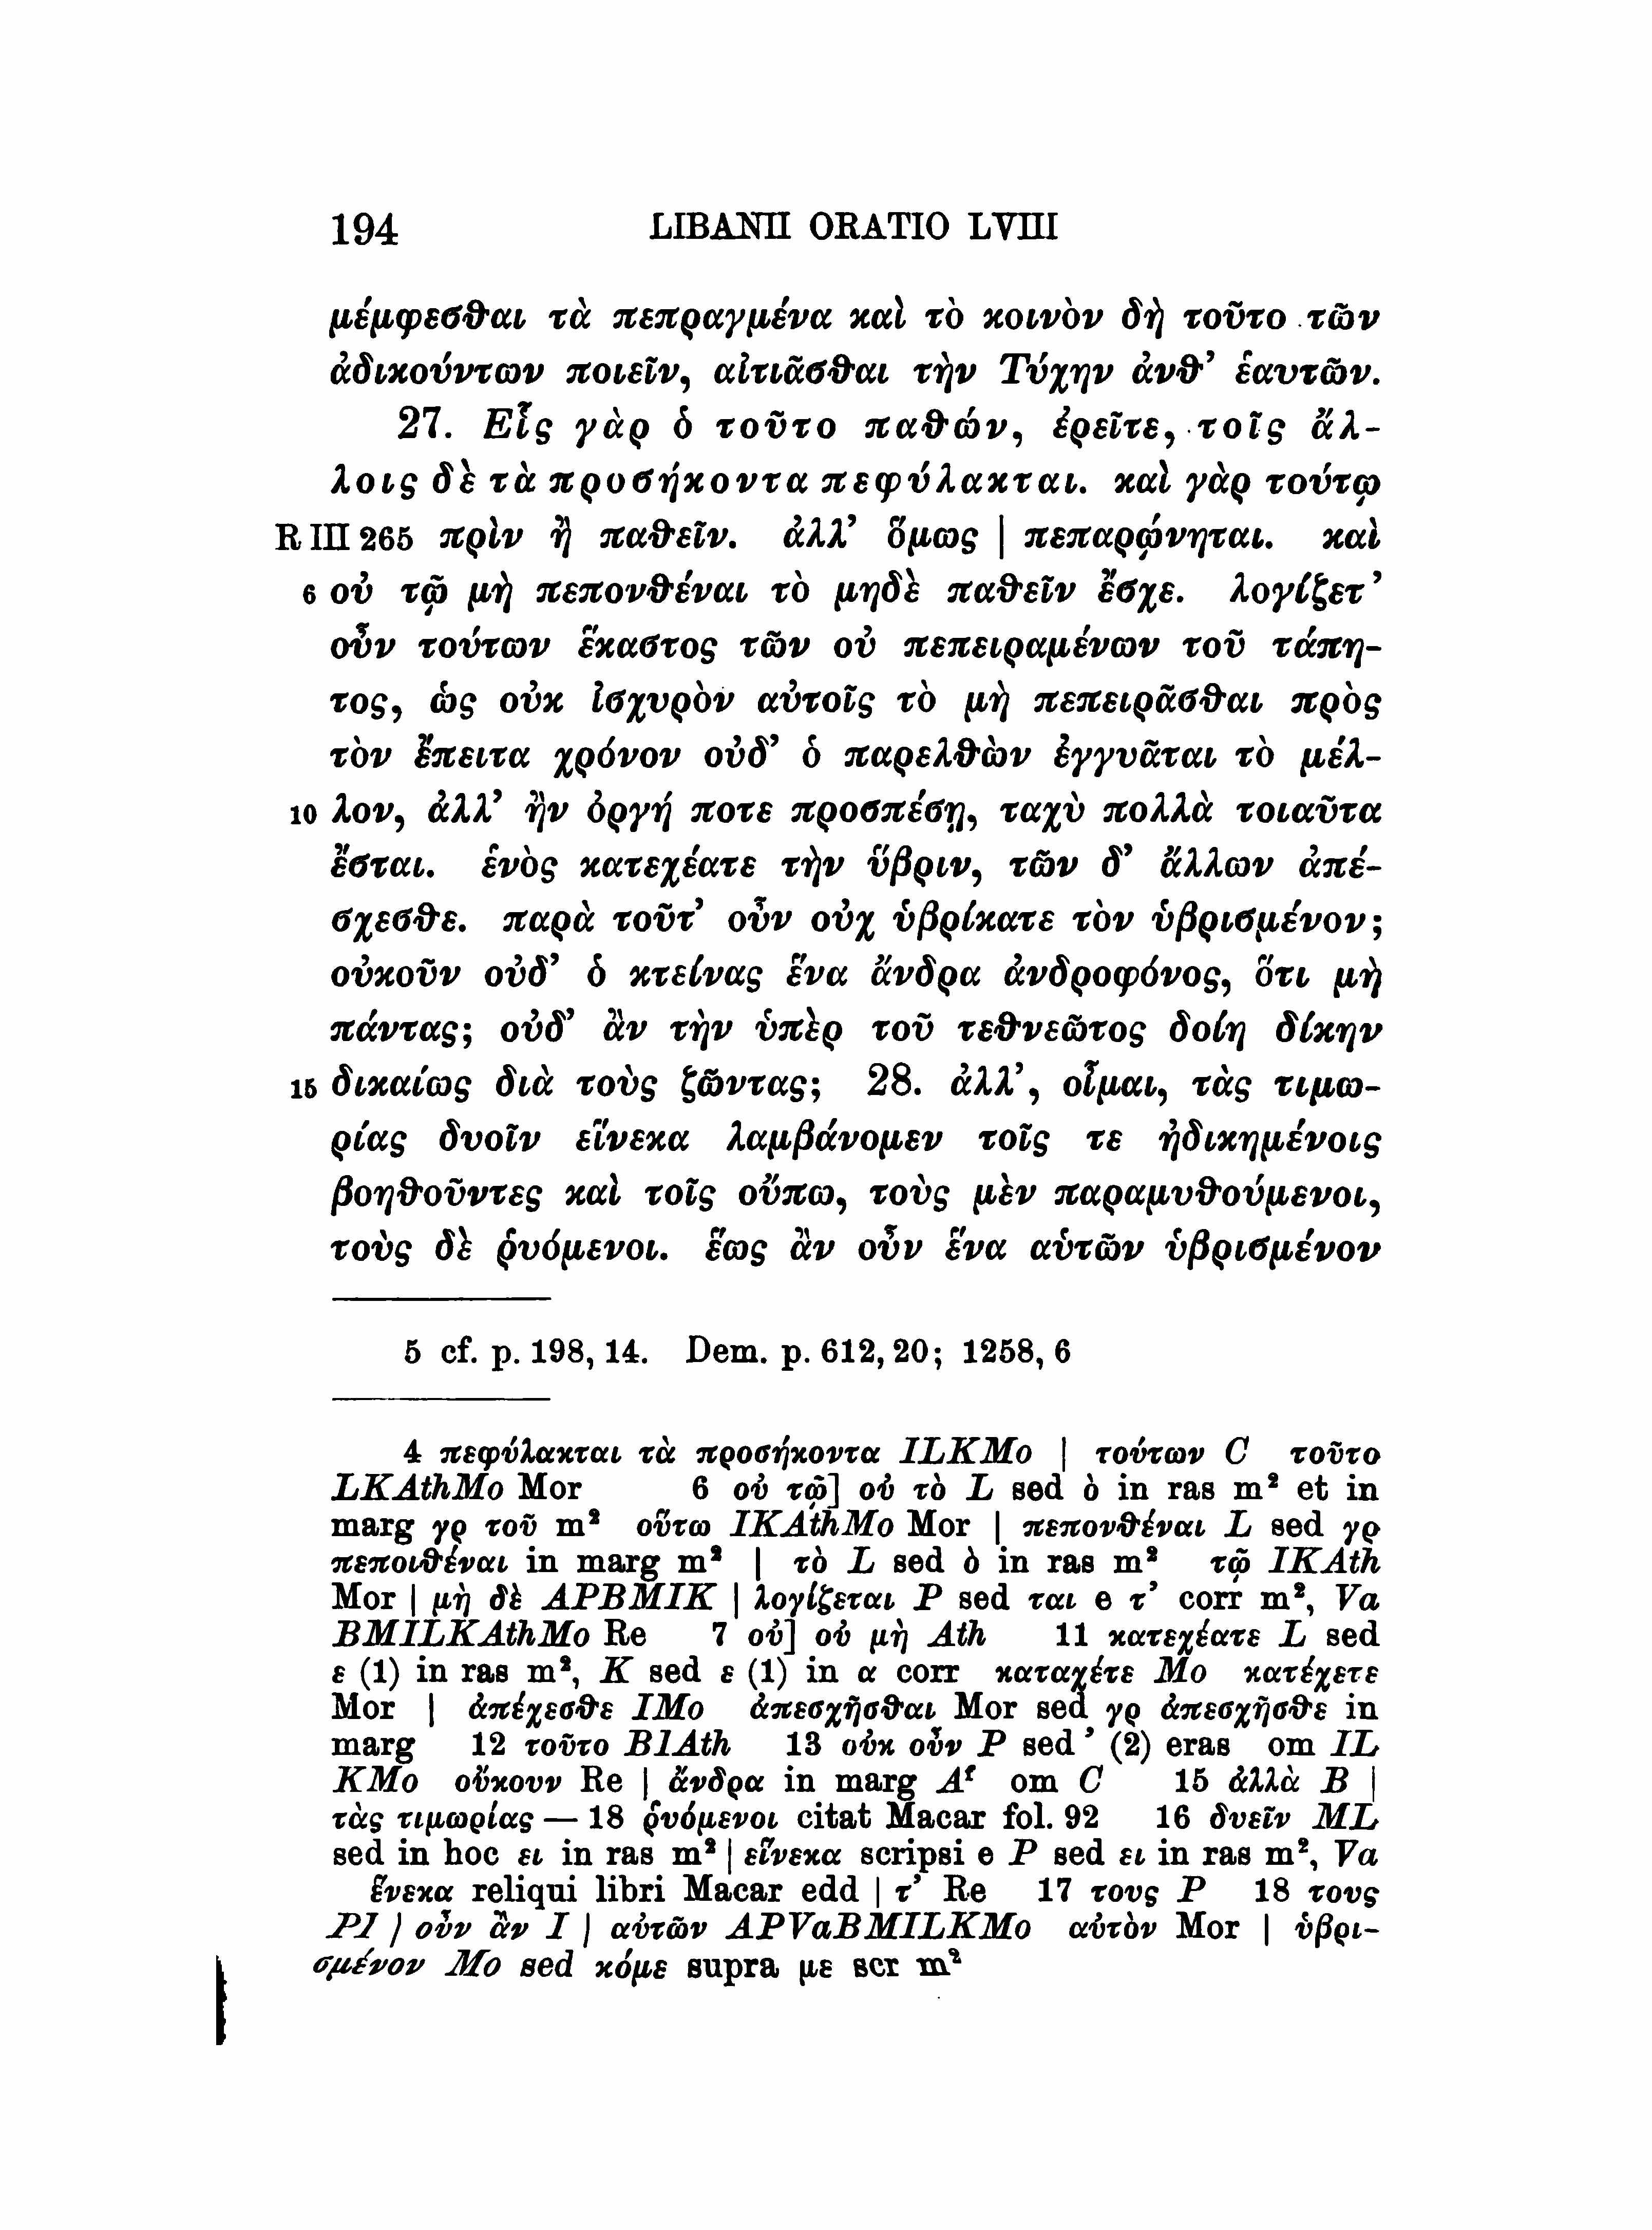 194 LIBANII ORATIO LVIII
μέμφεσθαι τὰ πεπραγμένα καὶ τὸ κοινὸν δὴ τοῦτο τῶν
ἀδικούντων ποιεῖν, αἰτιᾶσθαι τὴν Τύχην ἀνθ’ ἑαυτῶν.
27. Εἷς γὰρ ὁ τοῦτο παθών, ἐρεῖτε, τοῖς ἄλ-
λοις δὲ τὰ προσήκοντα πεφύλακται. καὶ γὰρ τούτῳ
R III 265 πρὶν ἢ παθεῖν. ἀλλ’ ὅμως | πεπαρῴνηται. καὶ
6 οὐ τῷ μὴ πεπονθέναι τὸ μηδὲ παθεῖν ἔσχε. λογίζετ’
οὖν τούτων ἕκαστος τῶν οὐ πεπειραμένων τοῦ τάπη-
τος, ὡς οὐκ ἰσχυρὸν αὐτοῖς τὸ μὴ πεπειρᾶσθαι πρὸς
τὸν ἔπειτα χρόνον οὐδ’ ὁ παρελθὼν ἐγγυᾶται τὸ μέλ-
10 λον, ἀλλ’ ἢν ὀργή ποτε προσπέσῃ, ταχὺ πολλὰ τοιαῦτα
ἔσται. ἑνὸς κατεχέατε τὴν ὕβριν, τῶν δ’ ἄλλων ἀπέ-
σχεσθε. παρὰ τοῦτ’ οὖν οὐχ ὑβρίκατε τὸν ὑβρισμένον;
οὐκοῦν οὐδ’ ὁ κτείνας ἕνα ἄνδρα ἀνδροφόνος, ὅτι μὴ
πάντας; οὐδ’ ἂν τὴν ὑπὲρ τοῦ τεθνεῶτος δοίη δίκην
15 δικαίως διὰ τοὺς ζῶντας; 28. ἀλλ’, οἶμαι, τὰς τιμω-
ρίας δυοῖν εἵνεκα λαμβάνομεν τοῖς τε ἠδικημένοις
βοηθοῦντες καὶ τοῖς οὔπω, τοὺς μὲν παραμυθούμενοι,
τοὺς δὲ ῥυόμενοι. ἕως ἂν οὖν ἕνα αὑτῶν ὑβρισμένον
5 cf. p. 198, 14. Dem. p. 612, 20; 1258, 6
4 πεφύλακται τὰ προσήκοντα ILKMo | τούτων C τοῦτο
LKAthMo Mor 6 οὐ τῷ] οὐ τὸ L sed ὸ in ras m² et in
marg γρ τοῦ m² οὕτω IKAthMo Mor | πεπονθέναι L sed γρ
πεποιθέναι in marg m² | τὸ L sed ὸ in ras m² τῷ IKAth
Mor | μὴ δὲ APBMIK | λογίζεται P sed ται e τ’ corr m², Va
BMILKAthMo Re 7 οὐ] οὐ μὴ Ath 11 κατεχέατε L sed
ε (1) in ras m², K sed ε (1) in α corr καταχέτε Mo κατέχετε
Mor | ἀπέχεσθε IMo ἀπεσχῆσθαι Mor sed γρ ἀπεσχῆσθε in
marg 12 τοῦτο BIAth 13 οὐκ οὖν P sed ’ (2) eras om IL
KMo οὔκουν Re | ἄνδρα in marg Aᶠ om C 15 ἀλλὰ B |
τὰς τιμωρίας — 18 ῥυόμενοι citat Macar fol. 92 16 δυεῖν ML
sed in hoc ει in ras m² | εἵνεκα scripsi e P sed ει in ras m², Va
ἕνεκα reliqui libri Macar edd | τ’ Re 17 τους P 18 τους
PI | οὖν ἂν I | αὐτῶν APVaBMILKMo αὐτὸν Mor | ὑβρι-
σμένον Mo sed κόμε supra με scr m²